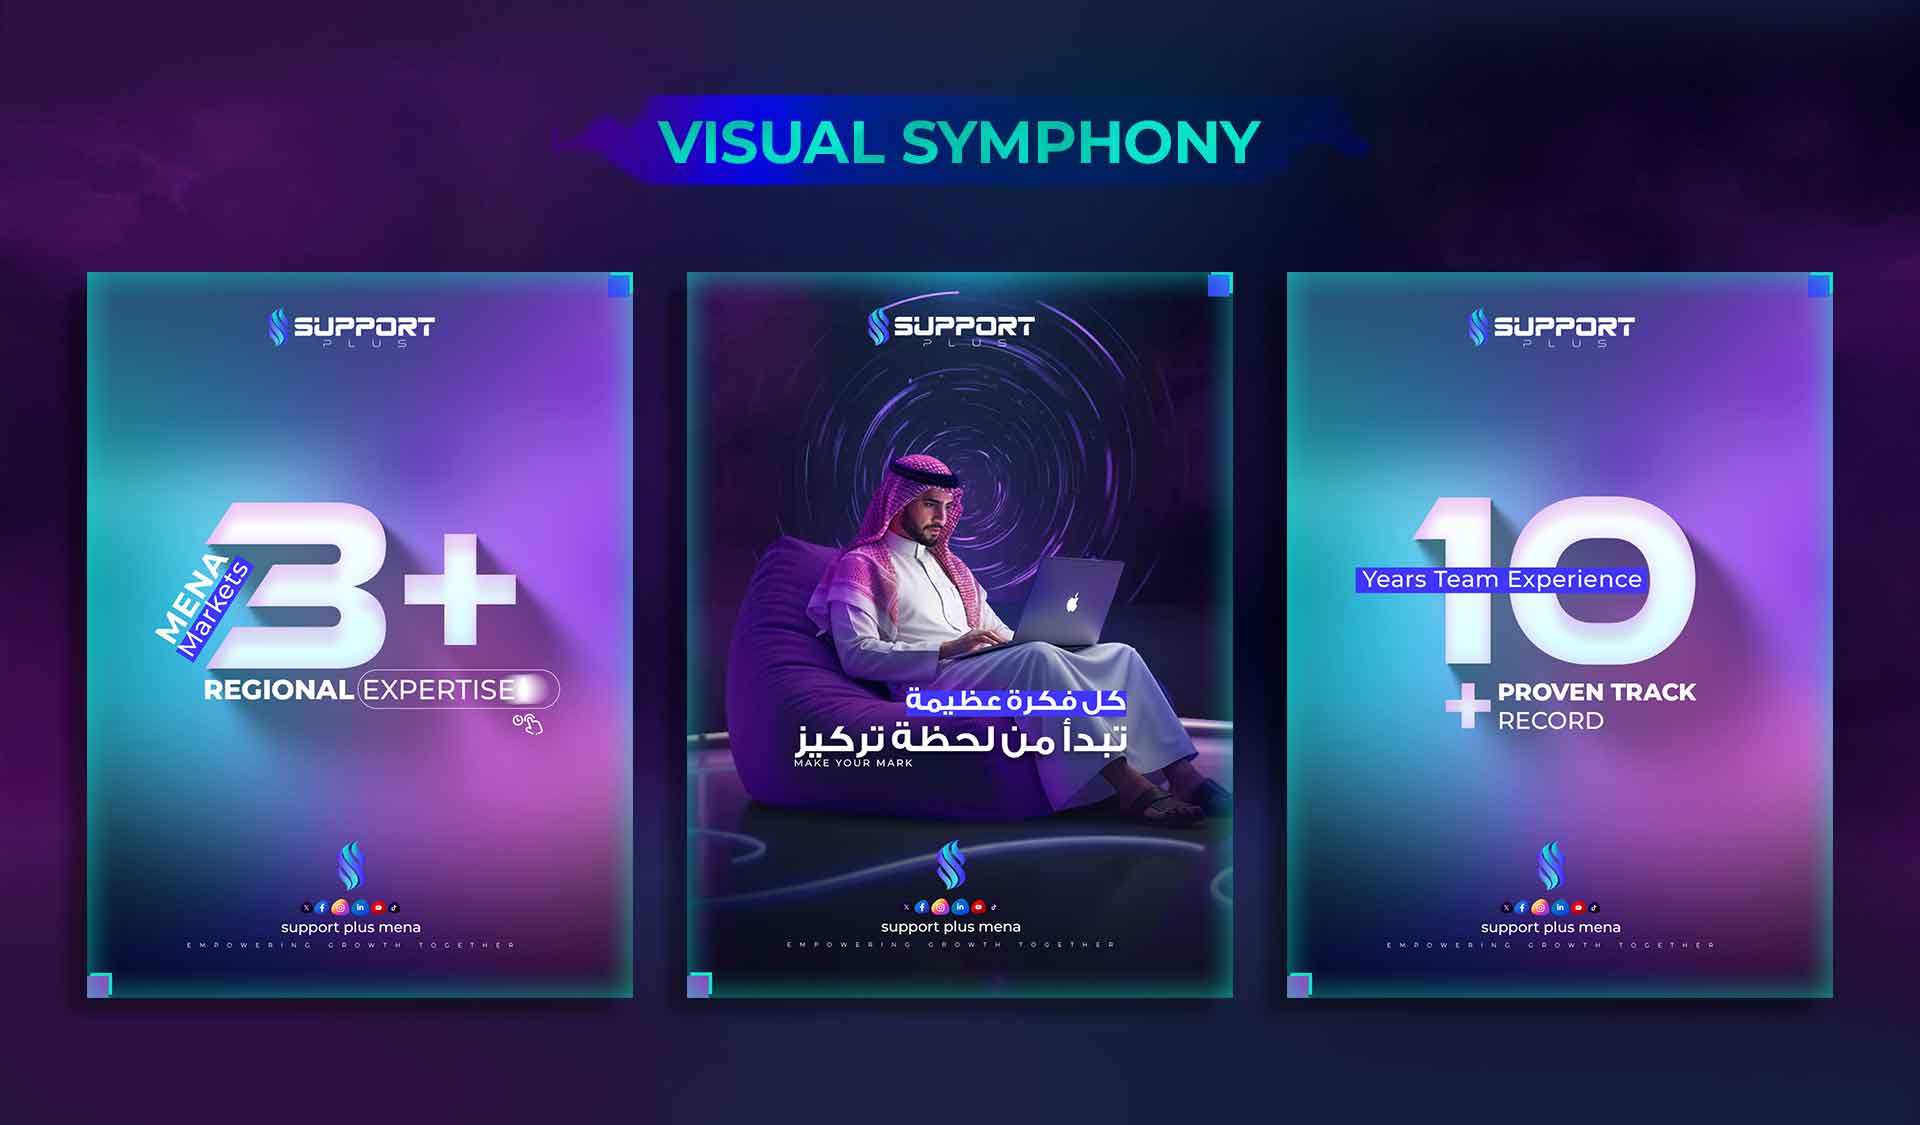 VISUAL SYMPHONY
SUPPORT
PLUS
MENA
Markets
3+
REGIONAL EXPERTISE
support plus mena
EMPOWERING GROWTH TOGETHER
SUPPORT
PLUS
كل فكرة عظيمة
تبدأ من لحظة تركيز
MAKE YOUR MARK
support plus mena
EMPOWERING GROWTH TOGETHER
SUPPORT
PLUS
10
Years Team Experience
+ PROVEN TRACK
RECORD
support plus mena
EMPOWERING GROWTH TOGETHER